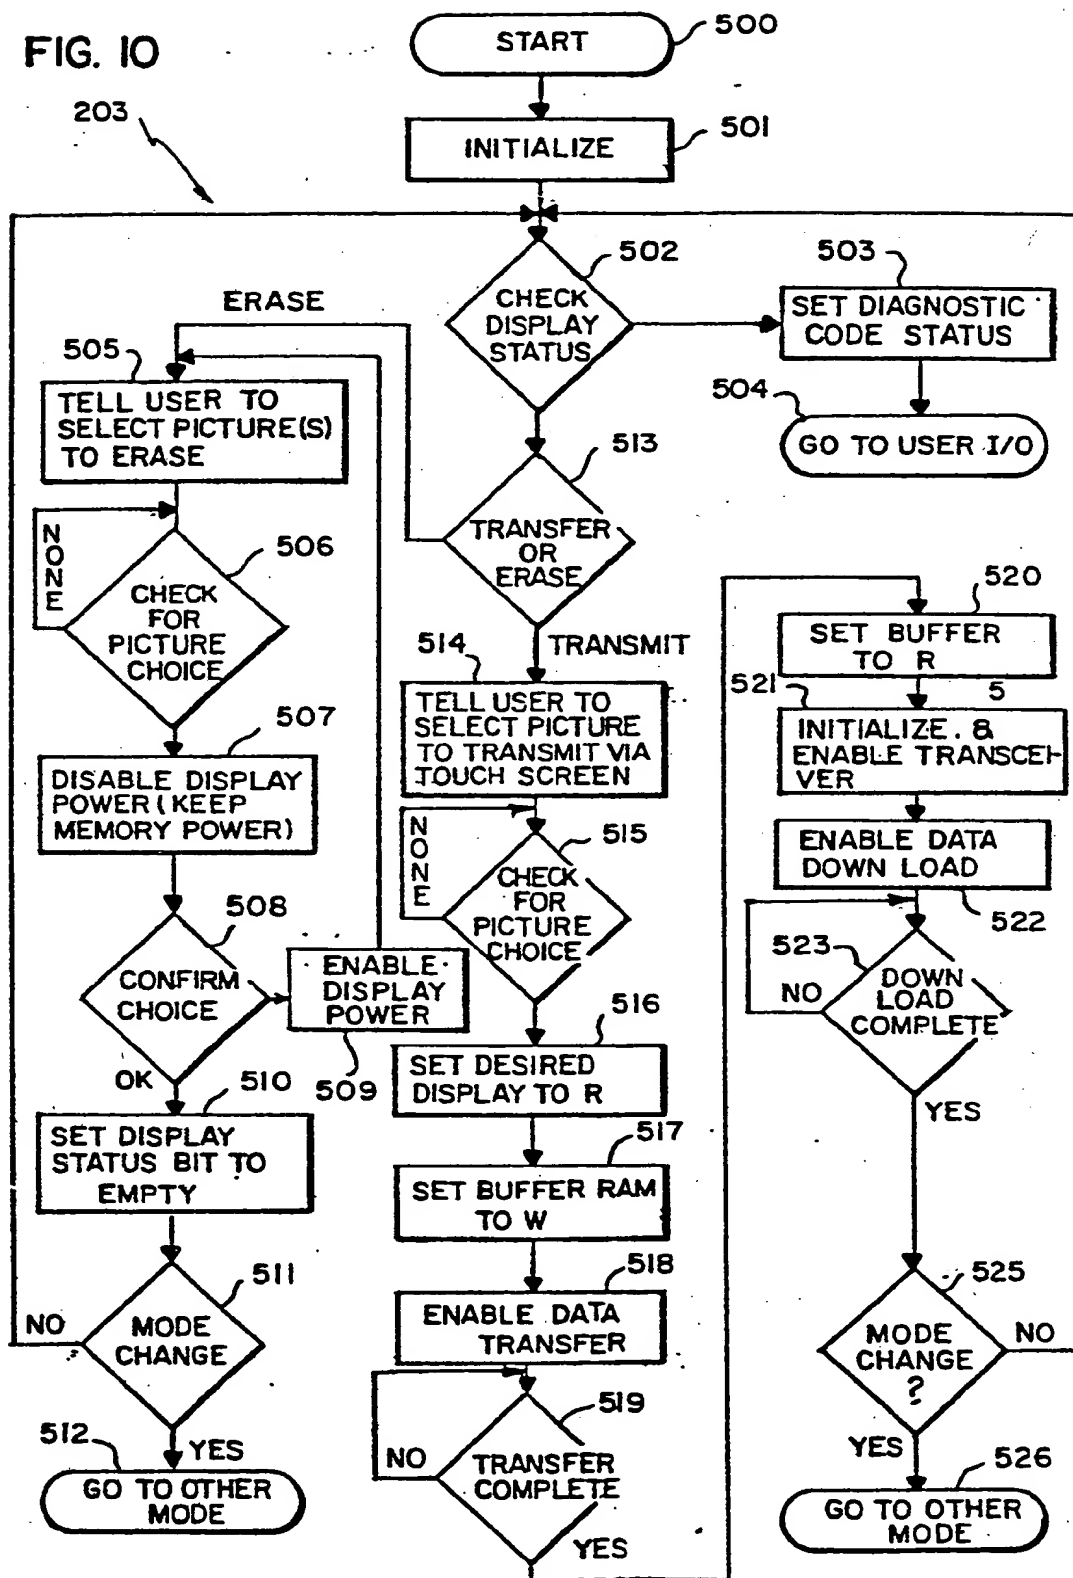 FIG. 10
START
500
203
INITIALIZE
501
502
CHECK
DISPLAY
STATUS
503
SET DIAGNOSTIC
CODE STATUS
504
GO TO USER I/O
ERASE
505
TELL USER TO
SELECT PICTURE(S)
TO ERASE
NONE
506
CHECK
FOR
PICTURE
CHOICE
507
DISABLE DISPLAY
POWER (KEEP
MEMORY POWER)
508
CONFIRM
CHOICE
ENABLE
DISPLAY
POWER
509
OK
510
SET DISPLAY
STATUS BIT TO
EMPTY
511
MODE
CHANGE
NO
YES
512
GO TO OTHER
MODE
513
TRANSFER
OR
ERASE
TRANSMIT
514
TELL USER TO
SELECT PICTURE
TO TRANSMIT VIA
TOUCH SCREEN
NONE
515
CHECK
FOR
PICTURE
CHOICE
516
SET DESIRED
DISPLAY TO R
517
SET BUFFER RAM
TO W
518
ENABLE DATA
TRANSFER
519
NO
TRANSFER
COMPLETE
YES
520
SET BUFFER
TO R
521
5
INITIALIZE. &
ENABLE TRANSCEI-
VER
ENABLE DATA
DOWN LOAD
522
523
NO
DOWN
LOAD
COMPLETE
YES
525
MODE
CHANGE
?
NO
YES
526
GO TO OTHER
MODE